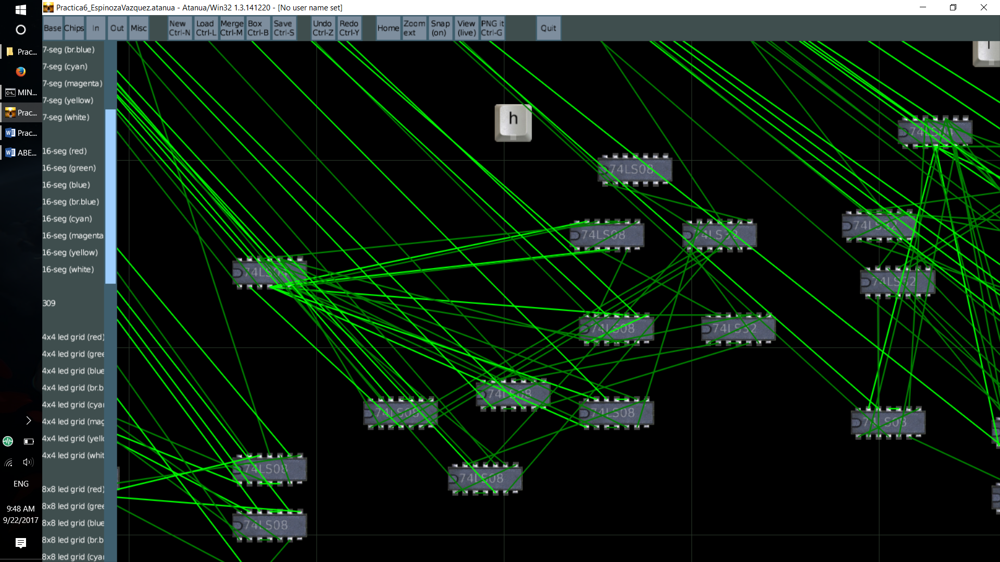 Practica6_EspinozaVazquez.atanua - Atanua/Win32 1.3.141220 - [No user name set]
Base
Chips
In
Out
Misc
New
Ctrl-N
Load
Ctrl-L
Merge
Ctrl-M
Box
Ctrl-B
Save
Ctrl-S
Undo
Ctrl-Z
Redo
Ctrl-Y
Home
Zoom
ext
Snap
(on)
View
(live)
PNG it
Ctrl-G
Quit
Prac...
MIN...
Prac...
Prac...
ABE...
ENG
9:48 AM
9/22/2017
7-seg (br.blue)
7-seg (cyan)
7-seg (magenta)
7-seg (yellow)
7-seg (white)
16-seg (red)
16-seg (green)
16-seg (blue)
16-seg (br.blue)
16-seg (cyan)
16-seg (magenta
16-seg (yellow)
16-seg (white)
309
4x4 led grid (red)
4x4 led grid (gree
4x4 led grid (blue
4x4 led grid (br.b
4x4 led grid (cyar
4x4 led grid (mag
4x4 led grid (yello
4x4 led grid (whit
8x8 led grid (red)
8x8 led grid (gree
8x8 led grid (blue
8x8 led grid (br.b
8x8 led grid (cyar
h
74LS08
74LS08
74LS32
74LS32
74LS32
74LS08
74LS32
74LS08
74LS08
74LS08
74LS08
74LS08
74LS08